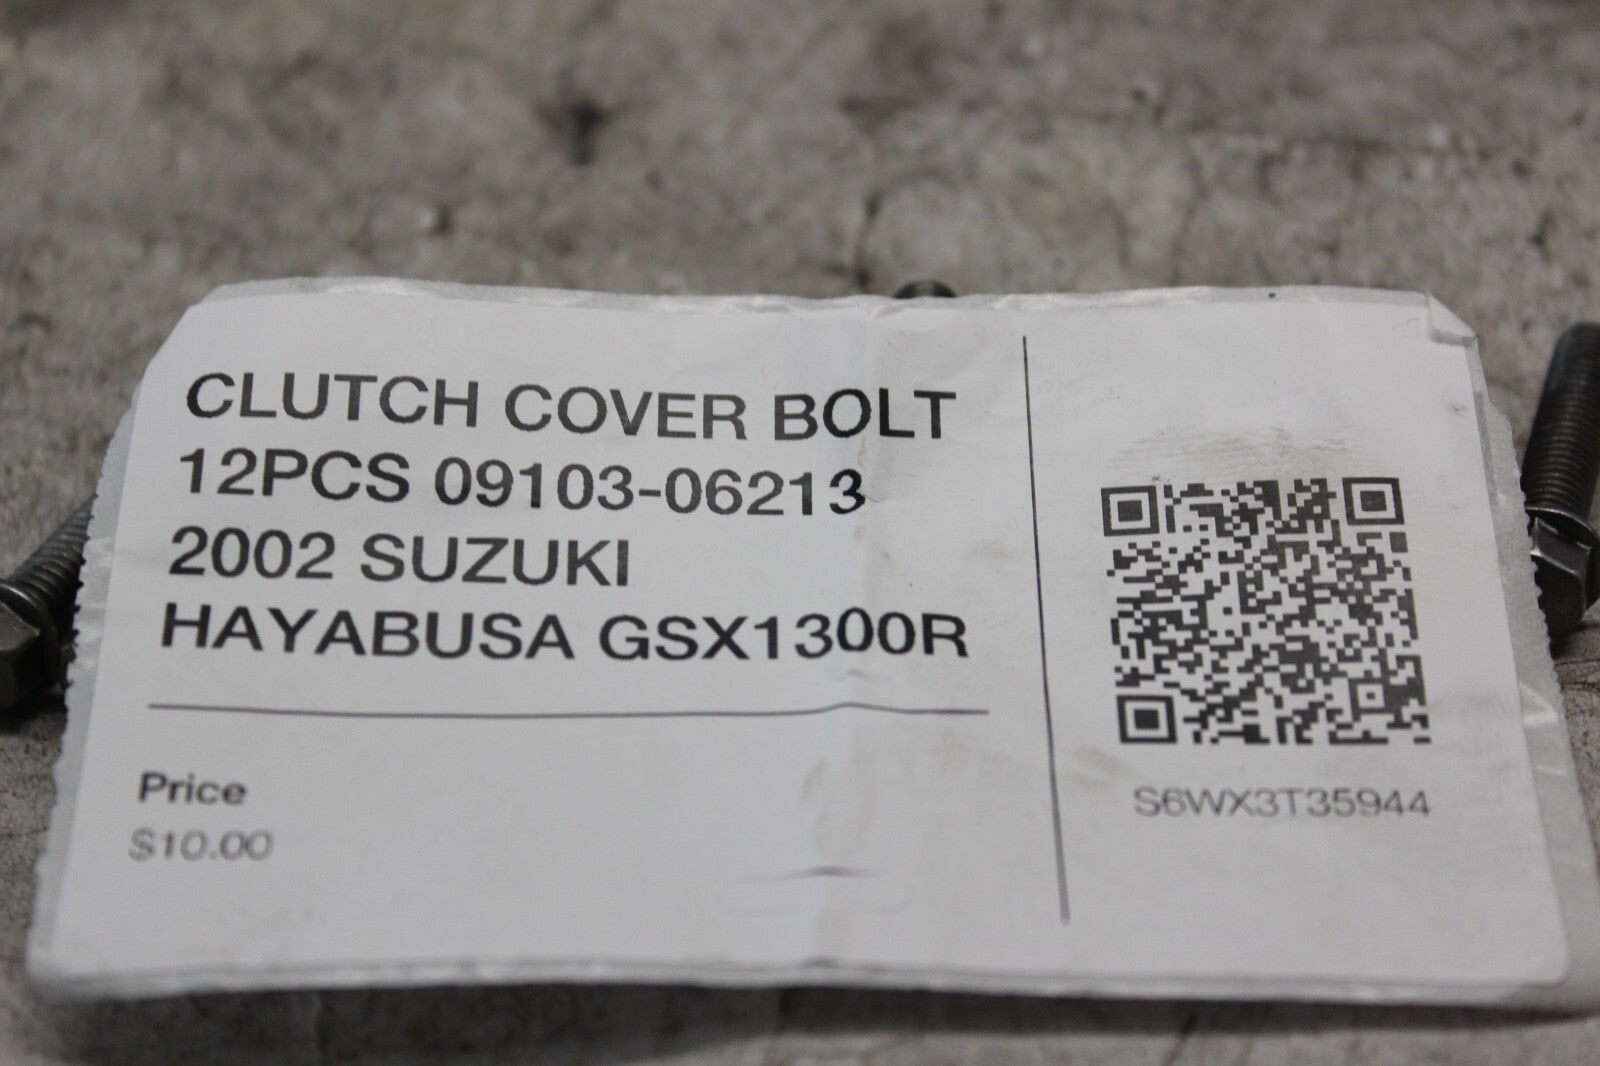 CLUTCH COVER BOLT
12PCS 09103-06213
2002 SUZUKI
HAYABUSA GSX1300R
Price
$10.00
S6WX3T35944